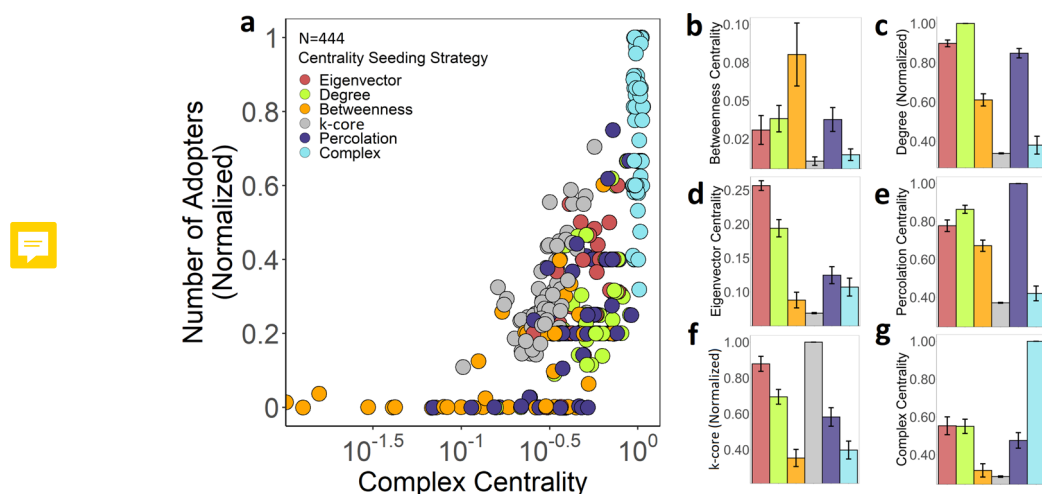 a
N=444
Centrality Seeding Strategy
Eigenvector
Degree
Betweenness
k-core
Percolation
Complex
Number of Adopters
(Normalized)
1
0.8
0.6
0.4
0.2
0
10^-1.5
10^-1
10^-0.5
10^0
Complex Centrality
b
Betweenness Centrality
0.10
0.08
0.05
0.02
c
Degree (Normalized)
1.00
0.80
0.60
0.40
d
Eigenvector Centrality
0.25
0.20
0.15
0.10
e
Percolation Centrality
1.00
0.80
0.60
0.40
f
k-core (Normalized)
1.00
0.80
0.60
0.40
g
Complex Centrality
1.00
0.80
0.60
0.40